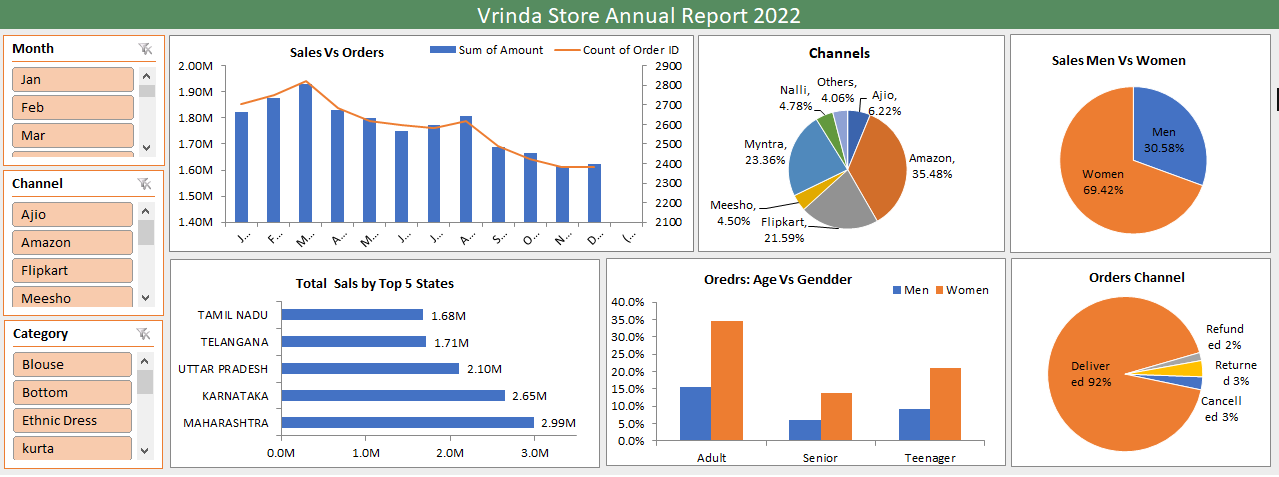 Vrinda Store Annual Report 2022
Month
Jan
Feb
Mar
Channel
Ajio
Amazon
Flipkart
Meesho
Category
Blouse
Bottom
Ethnic Dress
kurta
Sales Vs Orders
Sum of Amount
Count of Order ID
2.00M
1.90M
1.80M
1.70M
1.60M
1.50M
1.40M
2900
2800
2700
2600
2500
2400
2300
2200
2100
J...
F...
M...
A...
M...
J...
J...
A...
S...
O...
N...
D...
(...
Channels
Others,
4.06%
Ajio,
6.22%
Nalli,
4.78%
Myntra,
23.36%
Amazon,
35.48%
Meesho,
4.50%
Flipkart,
21.59%
Sales Men Vs Women
Men
30.58%
Women
69.42%
Total  Sals by Top 5 States
TAMIL NADU
1.68M
TELANGANA
1.71M
UTTAR PRADESH
2.10M
KARNATAKA
2.65M
MAHARASHTRA
2.99M
0.0M
1.0M
2.0M
3.0M
Oredrs: Age Vs Gendder
Men
Women
40.0%
35.0%
30.0%
25.0%
20.0%
15.0%
10.0%
5.0%
0.0%
Adult
Senior
Teenager
Orders Channel
Refund
ed 2%
Deliver
ed 92%
Returne
d 3%
Cancell
ed 3%